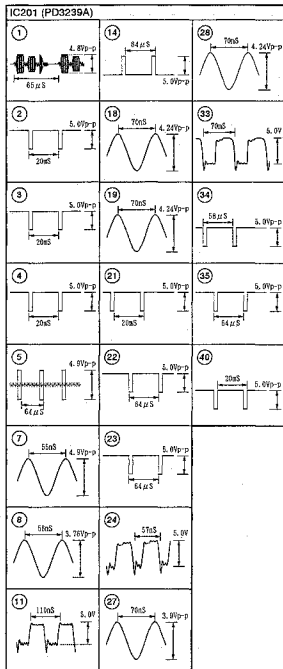 IC201 (PD3239A)
1
4.8Vp-p
65μS
2
5.0Vp-p
20mS
3
5.0Vp-p
20mS
4
5.0Vp-p
20mS
5
4.9Vp-p
64μS
7
55nS
4.9Vp-p
8
58nS
3.76Vp-p
11
110nS
5.0V
14
64μS
5.0Vp-p
18
70nS
4.24Vp-p
19
70nS
4.24Vp-p
21
5.0Vp-p
20mS
22
5.0Vp-p
64μS
23
5.0Vp-p
64μS
24
57nS
5.0V
27
70nS
3.9Vp-p
28
70nS
4.24Vp-p
33
70nS
5.0V
34
58μS
5.0Vp-p
35
5.0Vp-p
64μS
40
20mS
5.0Vp-p